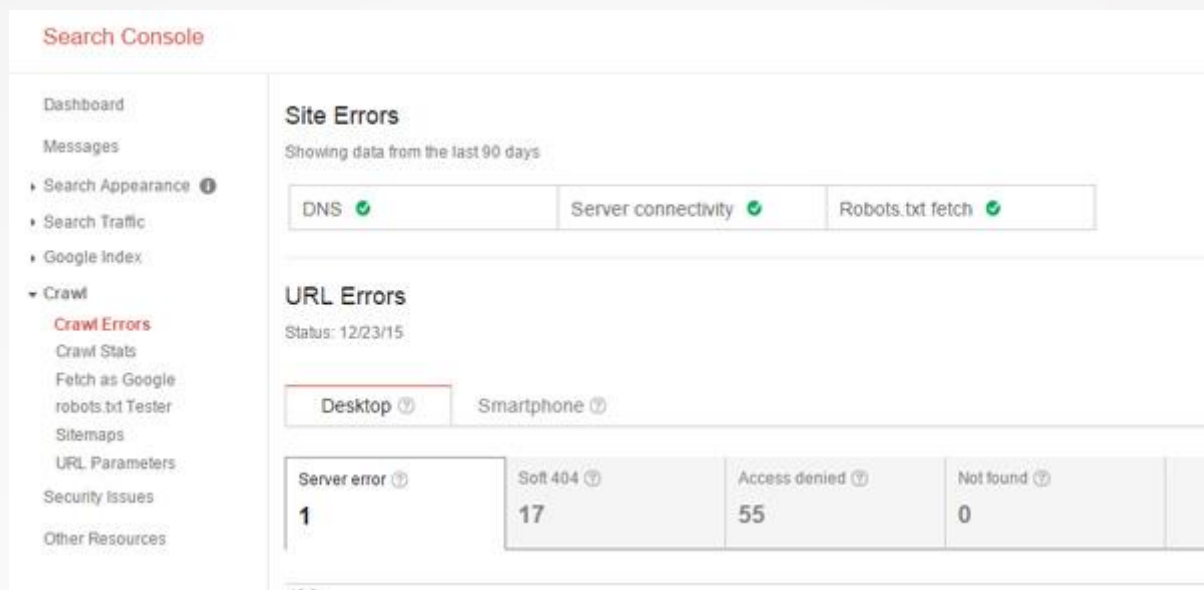 Search Console
Dashboard
Messages
Search Appearance
Search Traffic
Google Index
Crawl
Crawl Errors
Crawl Stats
Fetch as Google
robots.txt Tester
Sitemaps
URL Parameters
Security Issues
Other Resources
Site Errors
Showing data from the last 90 days
DNS
Server connectivity
Robots.txt fetch
URL Errors
Status: 12/23/15
Desktop
Smartphone
Server error
1
Soft 404
17
Access denied
55
Not found
0